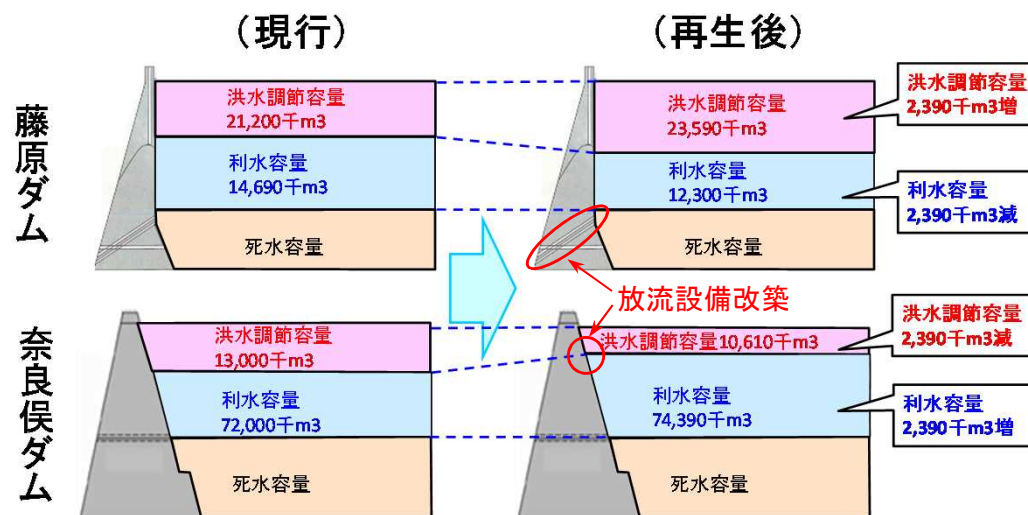 (現行)
(再生後)
藤原ダム
洪水調節容量
21,200千m3
利水容量
14,690千m3
死水容量
洪水調節容量
23,590千m3
利水容量
12,300千m3
死水容量
洪水調節容量
2,390千m3増
利水容量
2,390千m3減
放流設備改築
奈良俣ダム
洪水調節容量
13,000千m3
利水容量
72,000千m3
死水容量
洪水調節容量10,610千m3
利水容量
74,390千m3
死水容量
洪水調節容量
2,390千m3減
利水容量
2,390千m3増